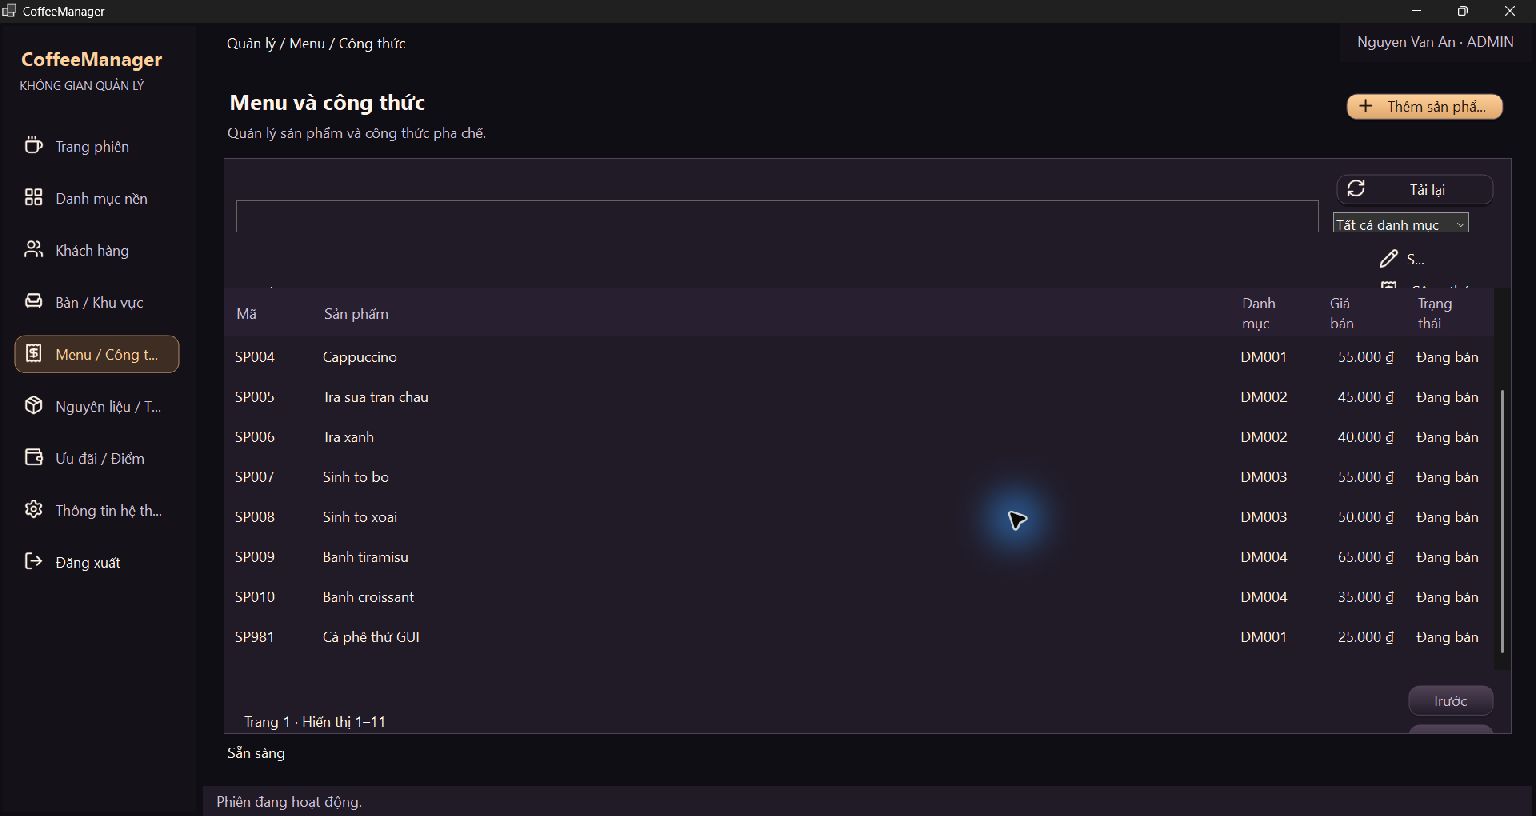 CoffeeManager
Quản lý / Menu / Công thức
Nguyen Van An · ADMIN
CoffeeManager
KHÔNG GIAN QUẢN LÝ
Menu và công thức
Thêm sản phẩ...
Quản lý sản phẩm và công thức pha chế.
Trang phiên
Danh mục nền
Khách hàng
Bàn / Khu vực
Menu / Công t...
Nguyên liệu / T...
Ưu đãi / Điểm
Thông tin hệ th...
Đăng xuất
Tải lại
Tất cả danh mục
S...
Mã Sản phẩm Danh mục Giá bán Trạng thái
SP004 Cappuccino DM001 55.000 ₫ Đang bán
SP005 Tra sua tran chau DM002 45.000 ₫ Đang bán
SP006 Tra xanh DM002 40.000 ₫ Đang bán
SP007 Sinh to bo DM003 55.000 ₫ Đang bán
SP008 Sinh to xoai DM003 50.000 ₫ Đang bán
SP009 Banh tiramisu DM004 65.000 ₫ Đang bán
SP010 Banh croissant DM004 35.000 ₫ Đang bán
SP981 Cà phê thử GUI DM001 25.000 ₫ Đang bán
Trước
Trang 1 · Hiển thị 1–11
Sẵn sàng
Phiên đang hoạt động.